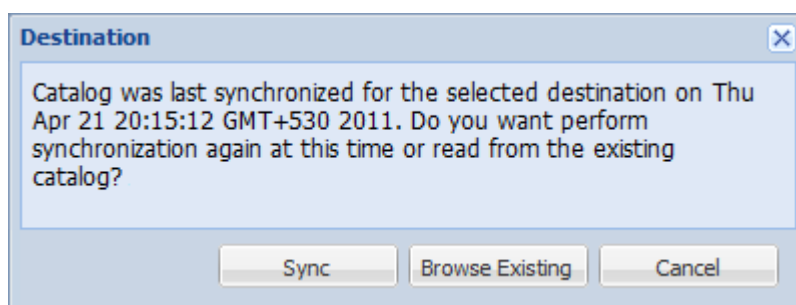 Destination
Catalog was last synchronized for the selected destination on Thu
Apr 21 20:15:12 GMT+530 2011. Do you want perform
synchronization again at this time or read from the existing
catalog?
Sync Browse Existing Cancel